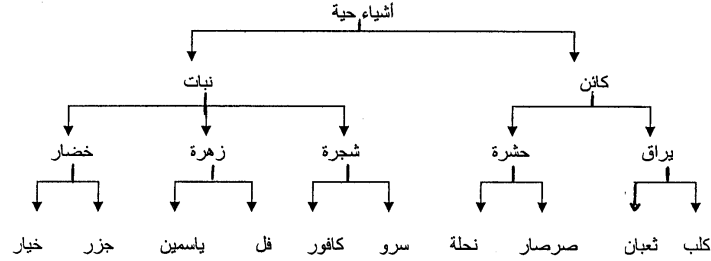 أشياء حية
كائن نبات
يراق حشرة شجرة زهرة خضار
كلب ثعبان صرصار نحلة سرو كافور فل ياسمين جزر خيار